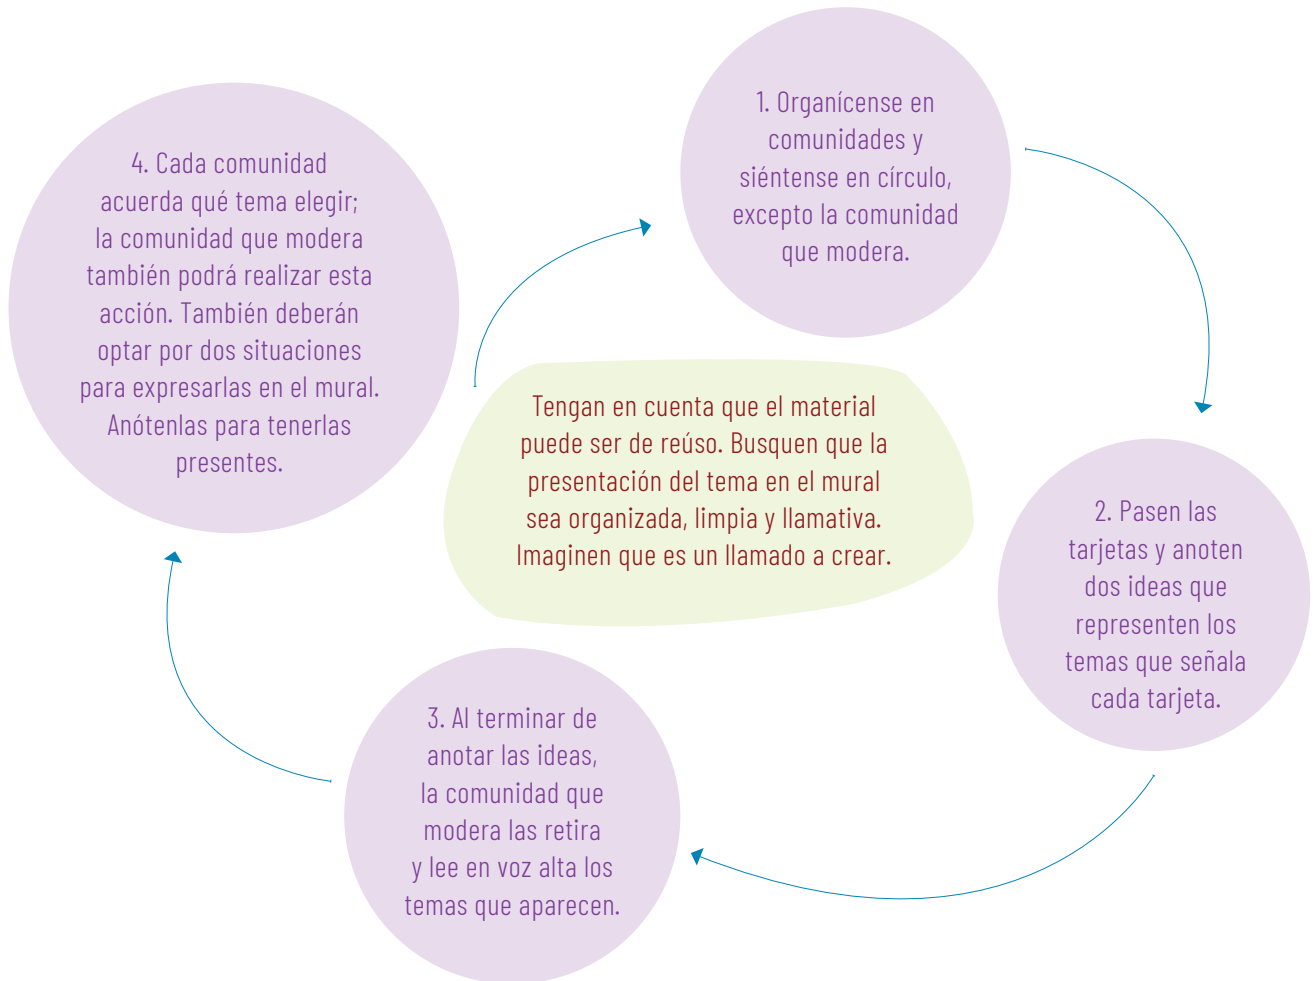 1. Organícense en
comunidades y
siéntense en círculo,
excepto la comunidad
que modera.
2. Pasen las
tarjetas y anoten
dos ideas que
representen los
temas que señala
cada tarjeta.
3. Al terminar de
anotar las ideas,
la comunidad que
modera las retira
y lee en voz alta los
temas que aparecen.
4. Cada comunidad
acuerda qué tema elegir;
la comunidad que modera
también podrá realizar esta
acción. También deberán
optar por dos situaciones
para expresarlas en el mural.
Anótenlas para tenerlas
presentes.
Tengan en cuenta que el material
puede ser de reúso. Busquen que la
presentación del tema en el mural
sea organizada, limpia y llamativa.
Imaginen que es un llamado a crear.